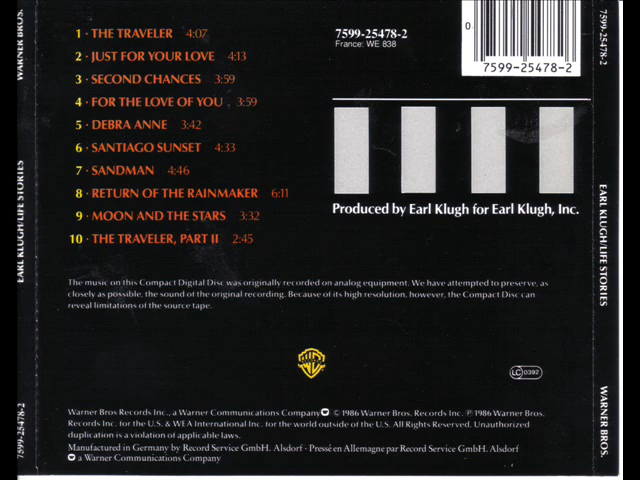 1 · THE TRAVELER 4:07
2 · JUST FOR YOUR LOVE 4:13
3 · SECOND CHANCES 3:59
4 · FOR THE LOVE OF YOU 3:59
5 · DEBRA ANNE 3:42
6 · SANTIAGO SUNSET 4:33
7 · SANDMAN 4:46
8 · RETURN OF THE RAINMAKER 6:11
9 · MOON AND THE STARS 3:32
10 · THE TRAVELER, PART II 2:45
7599-25478-2
France: WE 838
0
7599-25478-2
Produced by Earl Klugh for Earl Klugh, Inc.
The music on this Compact Digital Disc was originally recorded on analog equipment. We have attempted to preserve, as
closely as possible, the sound of the original recording. Because of its high resolution, however, the Compact Disc can
reveal limitations of the source tape.
LC 0392
Warner Bros Records Inc., a Warner Communications Company © 1986 Warner Bros. Records Inc. ℗ 1986 Warner Bros.
Records Inc. for the U.S. & WEA International Inc. for the world outside of the U.S. All Rights Reserved. Unauthorized
duplication is a violation of applicable laws.
Manufactured in Germany by Record Service GmbH. Alsdorf · Pressé en Allemagne par Record Service GmbH. Alsdorf
a Warner Communications Company
WARNER BROS.
EARL KLUGH/LIFE STORIES
7599-25478-2
7599-25478-2
EARL KLUGH/LIFE STORIES
WARNER BROS.